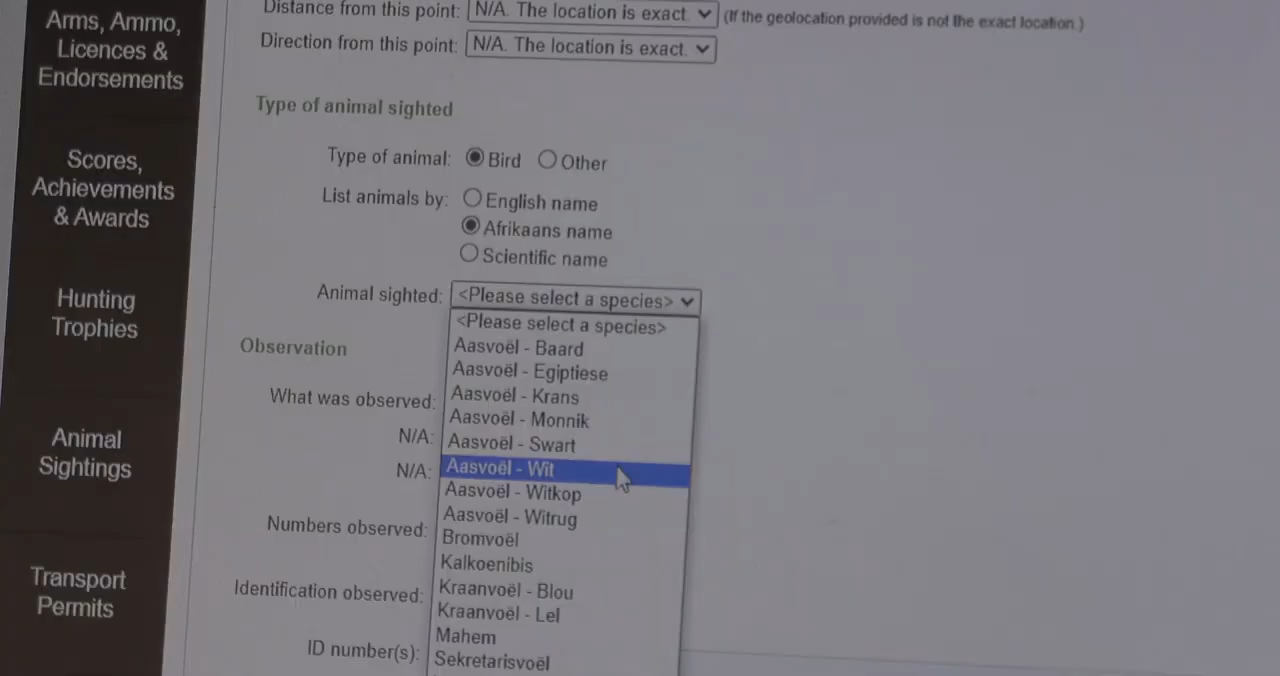 Arms, Ammo,
Licences &
Endorsements
Scores,
Achievements
& Awards
Hunting
Trophies
Animal
Sightings
Transport
Permits
Distance from this point: N/A. The location is exact. (If the geolocation provided is not the exact location.)
Direction from this point: N/A. The location is exact.
Type of animal sighted
Type of animal: Bird Other
List animals by: English name
Afrikaans name
Scientific name
Animal sighted: <Please select a species>
<Please select a species>
Aasvoël - Baard
Aasvoël - Egiptiese
Aasvoël - Krans
Aasvoël - Monnik
Aasvoël - Swart
Aasvoël - Wit
Aasvoël - Witkop
Aasvoël - Witrug
Bromvoël
Kalkoenibis
Kraanvoël - Blou
Kraanvoël - Lel
Mahem
Sekretarisvoël
Observation
What was observed:
N/A:
N/A:
Numbers observed:
Identification observed:
ID number(s):